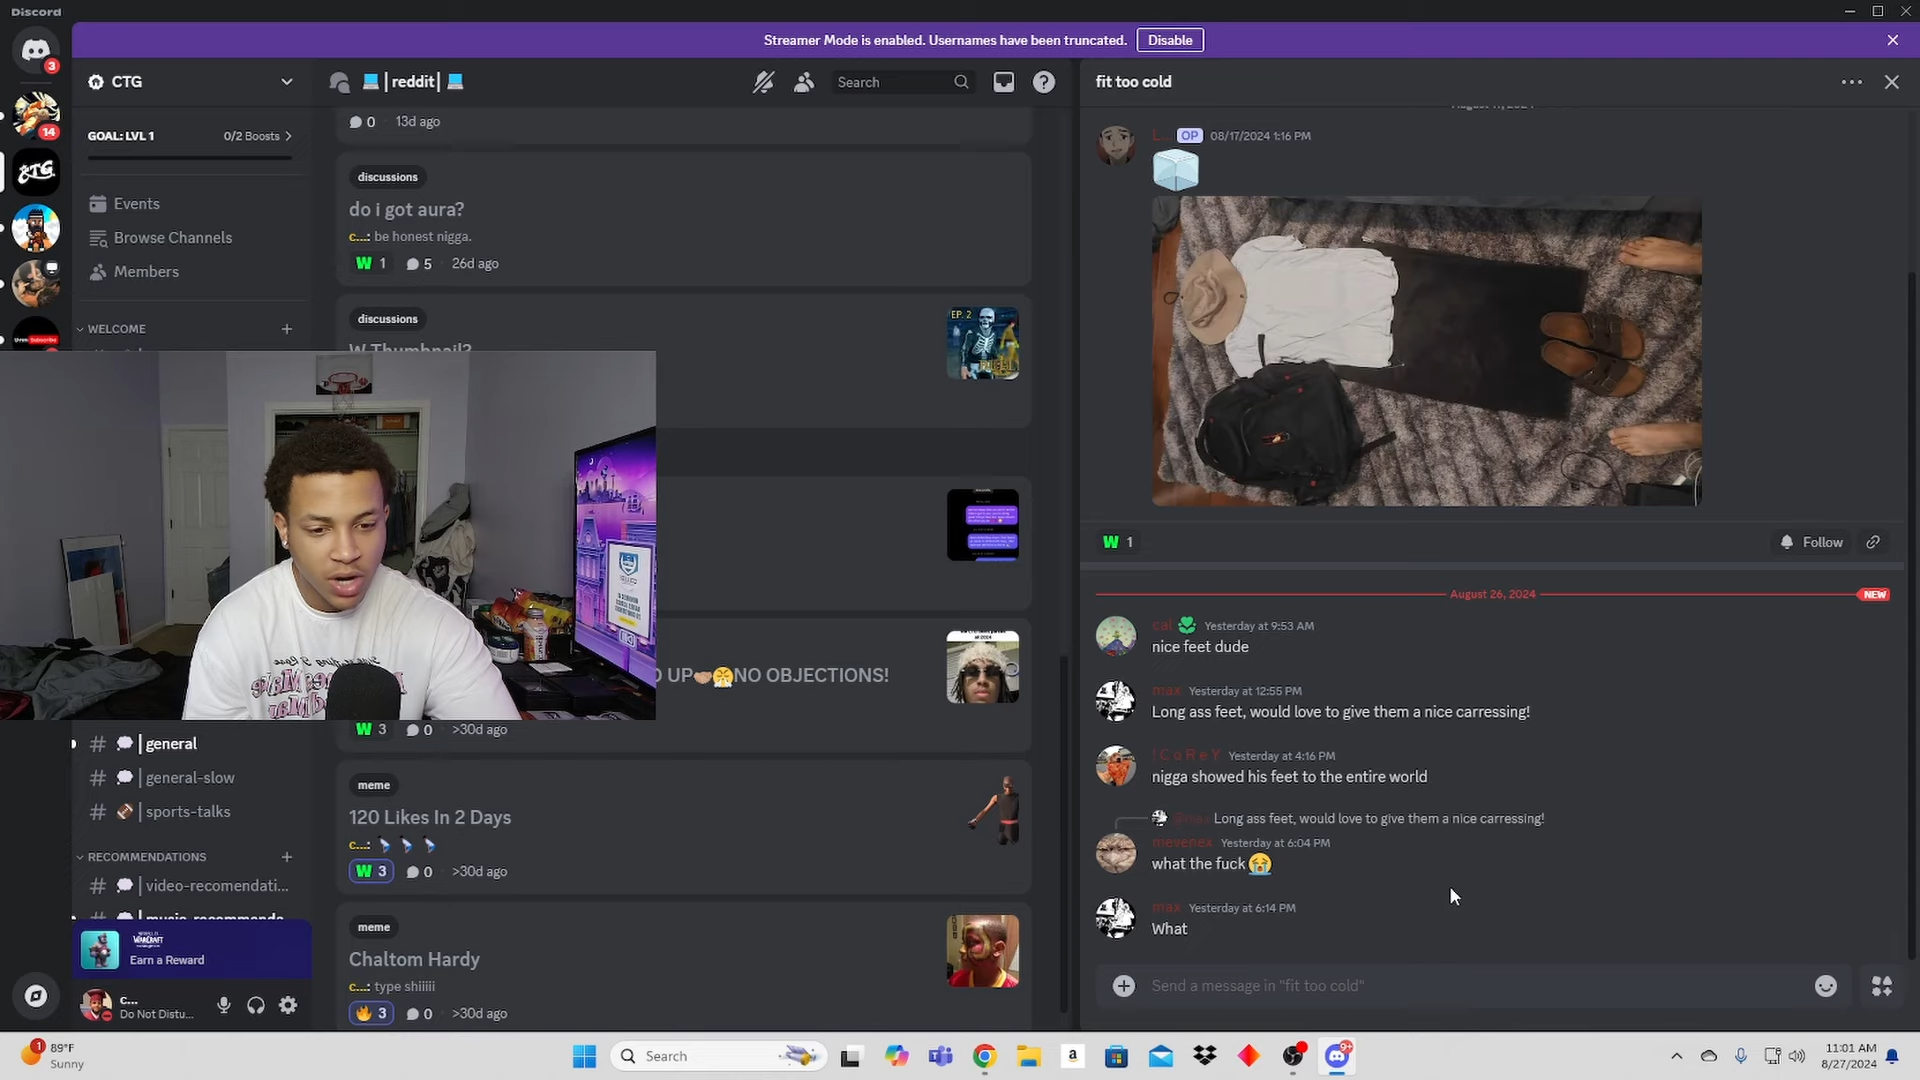 Discord
Streamer Mode is enabled. Usernames have been truncated. Disable
3
CTG
| reddit |
Search
fit too cold
14
GOAL: LVL 1
0/2 Boosts
0 13d ago
L... OP 08/17/2024 1:16 PM
CTG
discussions
do i got aura?
c...: be honest nigga.
W 1 5 26d ago
Events
Browse Channels
Members
WELCOME
discussions
W Thumbnail?
EP. 2
W 1
Follow
August 26, 2024
NEW
cal Yesterday at 9:53 AM
nice feet dude
max Yesterday at 12:55 PM
Long ass feet, would love to give them a nice carressing!
! C o R e Y Yesterday at 4:16 PM
nigga showed his feet to the entire world
@max Long ass feet, would love to give them a nice carressing!
mevenex Yesterday at 6:04 PM
what the fuck
max Yesterday at 6:14 PM
What
Send a message in "fit too cold"
UP NO OBJECTIONS!
W 3 0 >30d ago
meme
120 Likes In 2 Days
c...:
W 3 0 >30d ago
meme
Chaltom Hardy
c...: type shiiiii
3 0 >30d ago
# | general
# | general-slow
# | sports-talks
RECOMMENDATIONS
# | video-recomendati...
# | music-recommends
WARCRAFT
Earn a Reward
c...
Do Not Distu...
1
89°F
Sunny
Search
a
9+
11:01 AM
8/27/2024